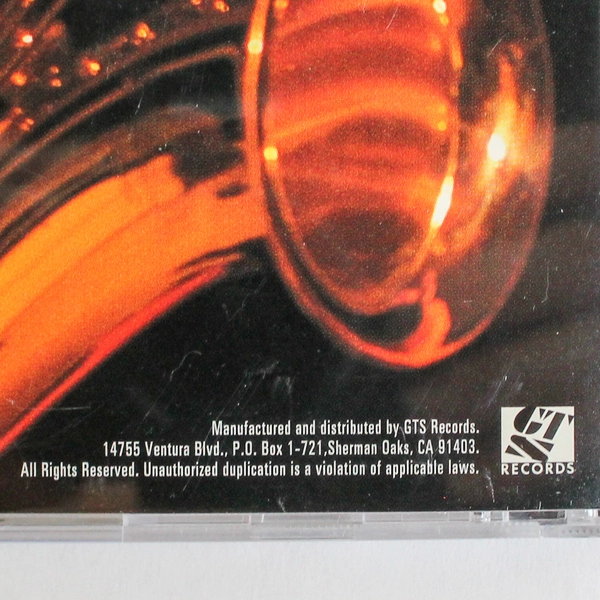 Manufactured and distributed by GTS Records.
14755 Ventura Blvd., P.O. Box 1-721,Sherman Oaks, CA 91403.
All Rights Reserved. Unauthorized duplication is a violation of applicable laws.
GTS
RECORDS